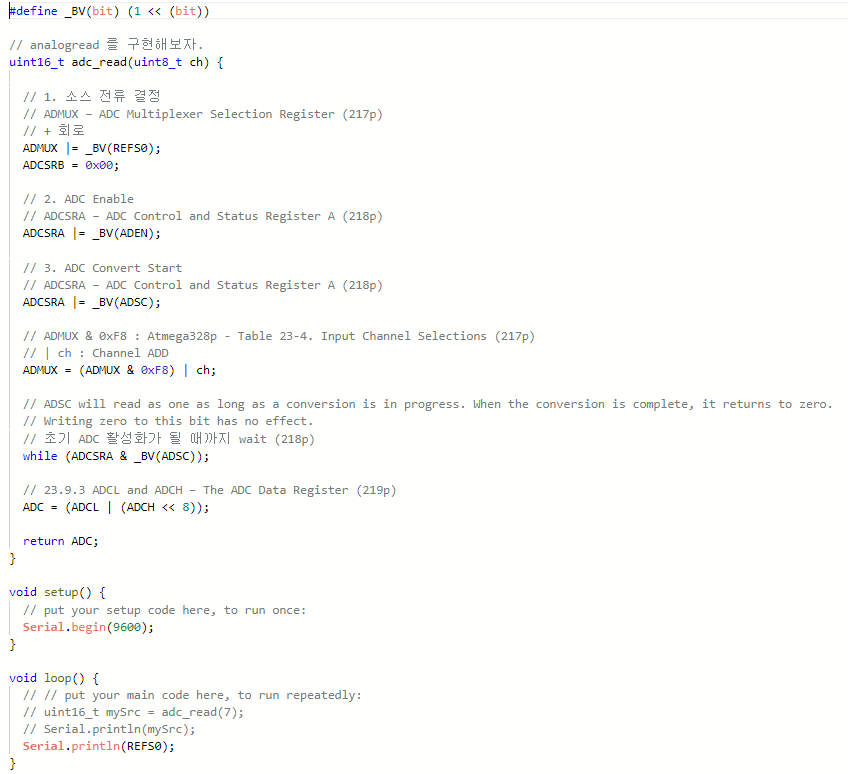 #define _BV(bit) (1 << (bit))
// analogread 를 구현해보자.
uint16_t adc_read(uint8_t ch) {
// 1. 소스 전류 결정
// ADMUX – ADC Multiplexer Selection Register (217p)
// + 회로
ADMUX |= _BV(REFS0);
ADCSRB = 0x00;
// 2. ADC Enable
// ADCSRA – ADC Control and Status Register A (218p)
ADCSRA |= _BV(ADEN);
// 3. ADC Convert Start
// ADCSRA – ADC Control and Status Register A (218p)
ADCSRA |= _BV(ADSC);
// ADMUX & 0xF8 : Atmega328p - Table 23-4. Input Channel Selections (217p)
// | ch : Channel ADD
ADMUX = (ADMUX & 0xF8) | ch;
// ADSC will read as one as long as a conversion is in progress. When the conversion is complete, it returns to zero.
// Writing zero to this bit has no effect.
// 초기 ADC 활성화가 될 때까지 wait (218p)
while (ADCSRA & _BV(ADSC));
// 23.9.3 ADCL and ADCH – The ADC Data Register (219p)
ADC = (ADCL | (ADCH << 8));
return ADC;
}
void setup() {
// put your setup code here, to run once:
Serial.begin(9600);
}
void loop() {
// // put your main code here, to run repeatedly:
// uint16_t mySrc = adc_read(7);
// Serial.println(mySrc);
Serial.println(REFS0);
}